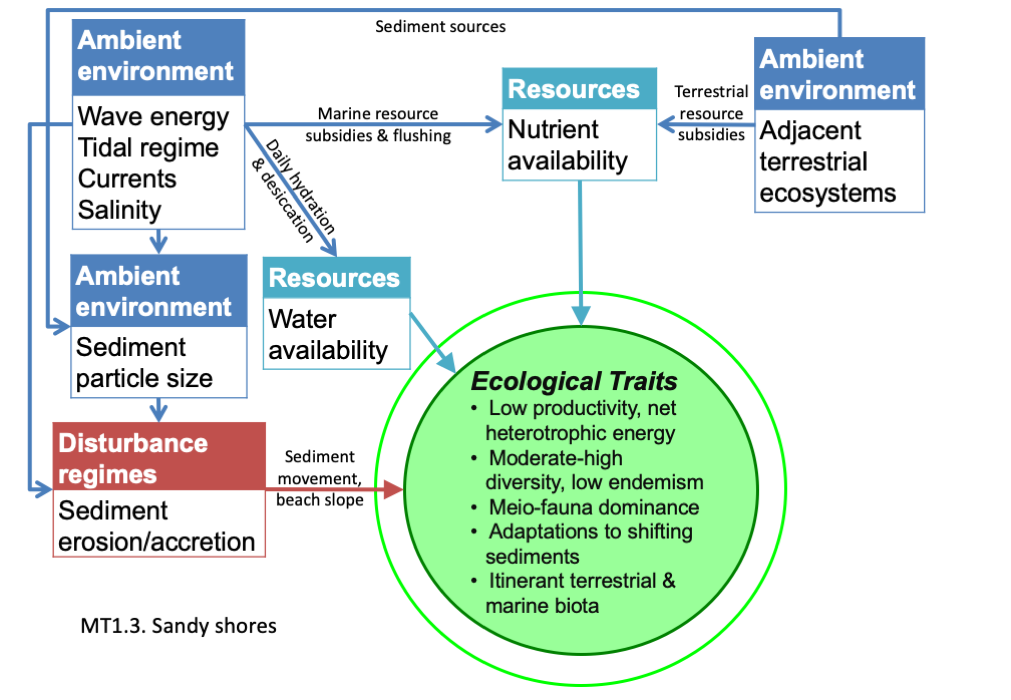 Sediment sources
Ambient
environment
Wave energy
Tidal regime
Currents
Salinity
Marine resource
subsidies & flushing
Daily hydration
& desiccation
Resources
Nutrient
availability
Terrestrial
resource
subsidies
Ambient
environment
Adjacent
terrestrial
ecosystems
Ambient
environment
Sediment
particle size
Resources
Water
availability
Disturbance
regimes
Sediment
erosion/accretion
Sediment
movement,
beach slope
Ecological Traits
• Low productivity, net
heterotrophic energy
• Moderate-high
diversity, low endemism
• Meio-fauna dominance
• Adaptations to shifting
sediments
• Itinerant terrestrial &
marine biota
MT1.3. Sandy shores